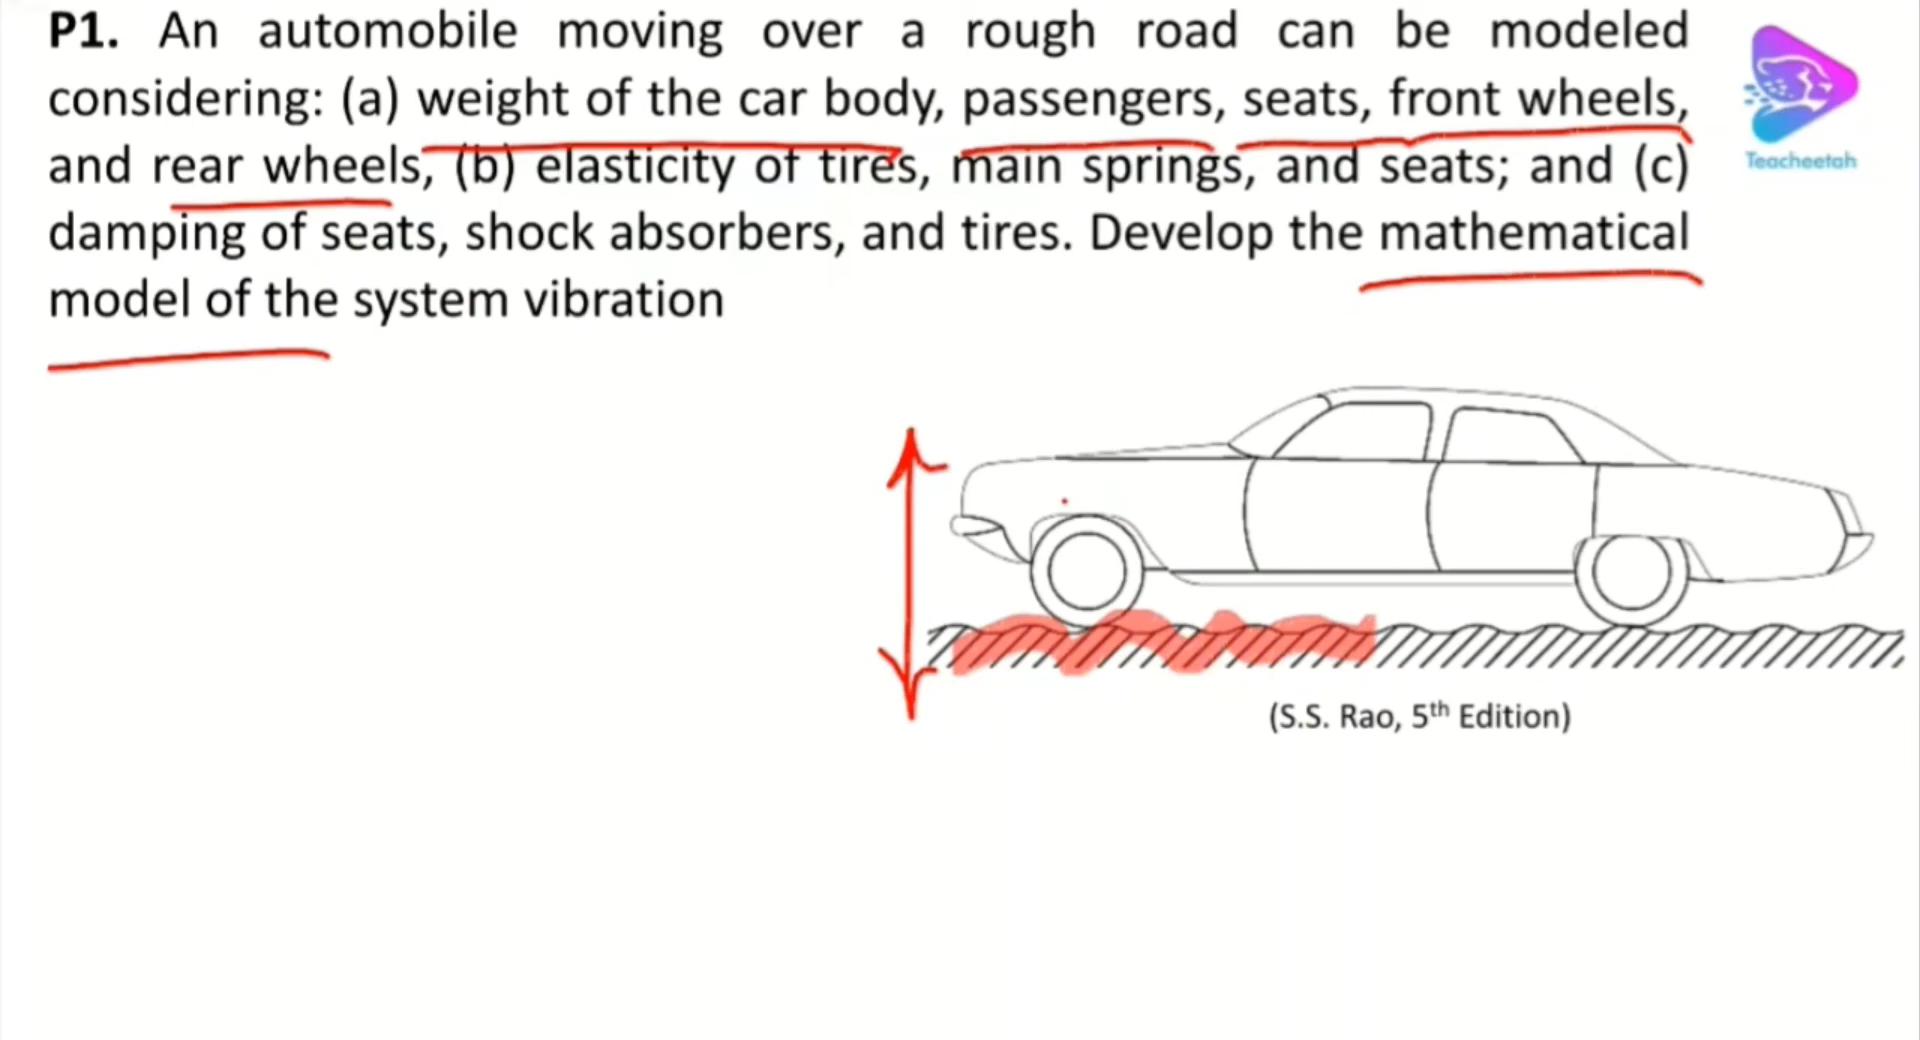 P1. An automobile moving over a rough road can be modeled
considering: (a) weight of the car body, passengers, seats, front wheels,
and rear wheels, (b) elasticity of tires, main springs, and seats; and (c)
damping of seats, shock absorbers, and tires. Develop the mathematical
model of the system vibration
Teacheetah
(S.S. Rao, 5th Edition)